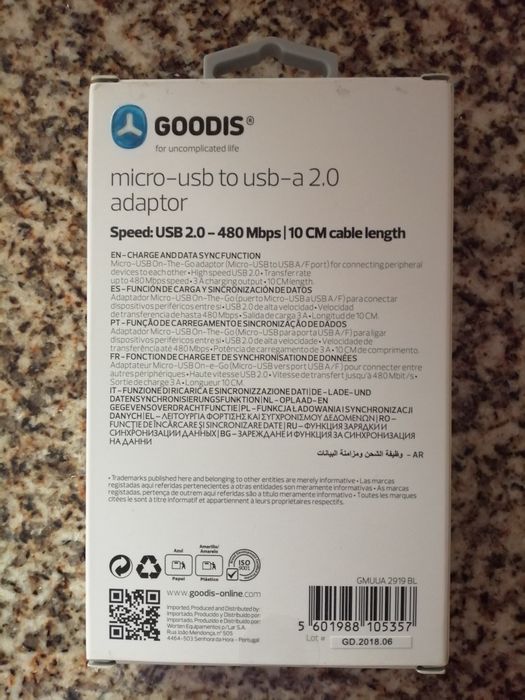 GOODIS®
for uncomplicated life
micro-usb to usb-a 2.0
adaptor
Speed: USB 2.0 - 480 Mbps | 10 CM cable length
EN - CHARGE AND DATA SYNC FUNCTION
Micro-USB On-The-Go adaptor (Micro-USB to USB A/F port) for connecting peripheral
devices to each other • High speed USB 2.0 • Transfer rate
up to 480 Mbps speed • 3 A charging output • 10 CM length.
ES - FUNCIÓN DE CARGA Y SINCRONIZACIÓN DE DATOS
Adaptador Micro-USB On-The-Go (puerto Micro-USB a USB A/F) para conectar
dispositivos periféricos entre si • USB 2.0 de alta velocidad • Velocidad
de transferencia de hasta 480 Mbps • Salida de carga 3 A • Longitud de 10 CM.
PT - FUNÇÃO DE CARREGAMENTO E SINCRONIZAÇÃO DE DADOS
Adaptador Micro-USB On-The-Go (Micro-USB para porta USB A/F) para ligar
dispositivos periféricos entre si • USB 2.0 de alta velocidade • Velocidade de
transferência até 480 Mbps • Potência de carregamento de 3 A • 10 CM de comprimento.
FR - FONCTION DE CHARGE ET DE SYNCHRONISATION DE DONNÉES
Adaptateur Micro-USB On-e-Go (Micro-USB vers port USB A/F) pour connecter entre
autres périphériques • Haute vitesse USB 2.0 • Vitesse de transfert jusqu'à 480 Mbit/s •
Sortie de charge 3 A • Longueur 10 CM.
IT - FUNZIONE DI RICARICA E SINCRONIZZAZIONE DATI | DE - LADE- UND
DATENSYNCHRONISIERUNGSFUNKTION | NL - OPLAAD- EN
GEGEVENSOVERDRACHTFUNCTIE | PL - FUNKCJA ŁADOWANIA I SYNCHRONIZACJI
DANYCH | EL - ΛΕΙΤΟΥΡΓΙΑ ΦΟΡΤΙΣΗΣ ΚΑΙ ΣΥΓΧΡΟΝΙΣΜΟΥ ΔΕΔΟΜΕΝΩΝ | RO -
FUNCȚIE DE ÎNCĂRCARE ȘI SINCRONIZARE DATE | RU - ФУНКЦИЯ ЗАРЯДКИ И
СИНХРОНИЗАЦИИ ДАННЫХ | BG - ЗАРЕЖДАНЕ И ФУНКЦИЯ ЗА СИНХРОНИЗАЦИЯ
НА ДАННИ
AR - وظيفة الشحن ومزامنة البيانات
• Trademarks published here and belonging to other entities are merely informative • Las marcas
registadas aquí referidas pertenecientes a otras entidades son meramente informativas • As marcas
registadas, pertença de outrem aqui referidas são a título meramente informativo • Toutes les marques
citées le sont à titre informatif et appartiennent à leurs propriétaires respectifs.
Azul
Papel
Amarillo/
Amarelo
Plástico
ISO
9001
www.goodis-online.com
Imported, Produced and Distributed by:
Importado, Producido y Distribuido por:
Importado, Produzido e Distribuído por:
Worten Equipamentos p/Lar S.A.
Rua João Mendonça, nº 505
4464-503 Senhora da Hora - Portugal
GMUUA 2919 BL
5 601988 105357
Lot # GD.2018.06